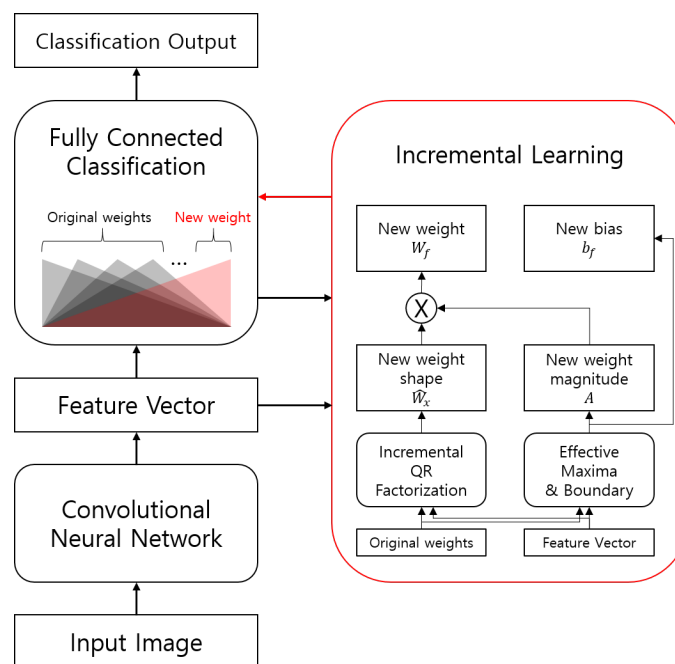 Classification Output
Fully Connected
Classification
Original weights
New weight
...
Feature Vector
Convolutional
Neural Network
Input Image
Incremental Learning
New weight
W_f
New bias
b_f
X
New weight
shape
Ŵ_x
New weight
magnitude
A
Incremental
QR
Factorization
Effective
Maxima
& Boundary
Original weights
Feature Vector